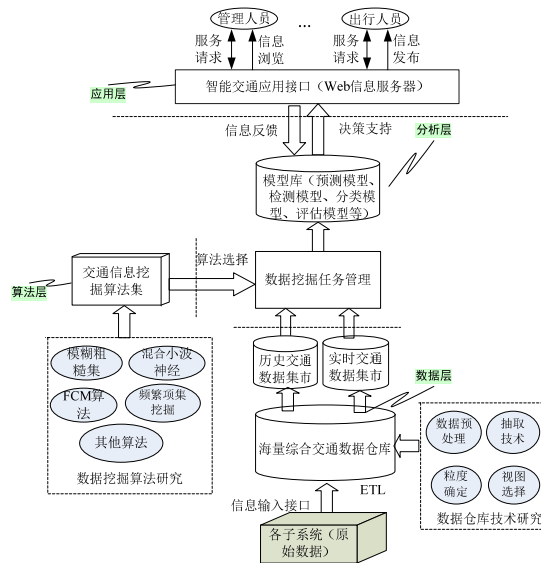 管理人员
...
出行人员
服务
请求
信息
浏览
服务
请求
信息
发布
智能交通应用接口（Web信息服务器）
应用层
信息反馈
决策支持
分析层
模型库（预测模型、
检测模型、分类模
型、评估模型等）
算法选择
交通信息挖
掘算法集
数据挖掘任务管理
算法层
历史交通
数据集市
实时交通
数据集市
模糊粗
糙集
混合小波
神经
FCM算
法
频繁项集
挖掘
其他算法
数据挖掘算法研究
数据层
海量综合交通数据仓库
数据预
处理
抽取
技术
粒度
确定
视图
选择
数据仓库技术研究
ETL
信息输入接口
各子系统（原
始数据）